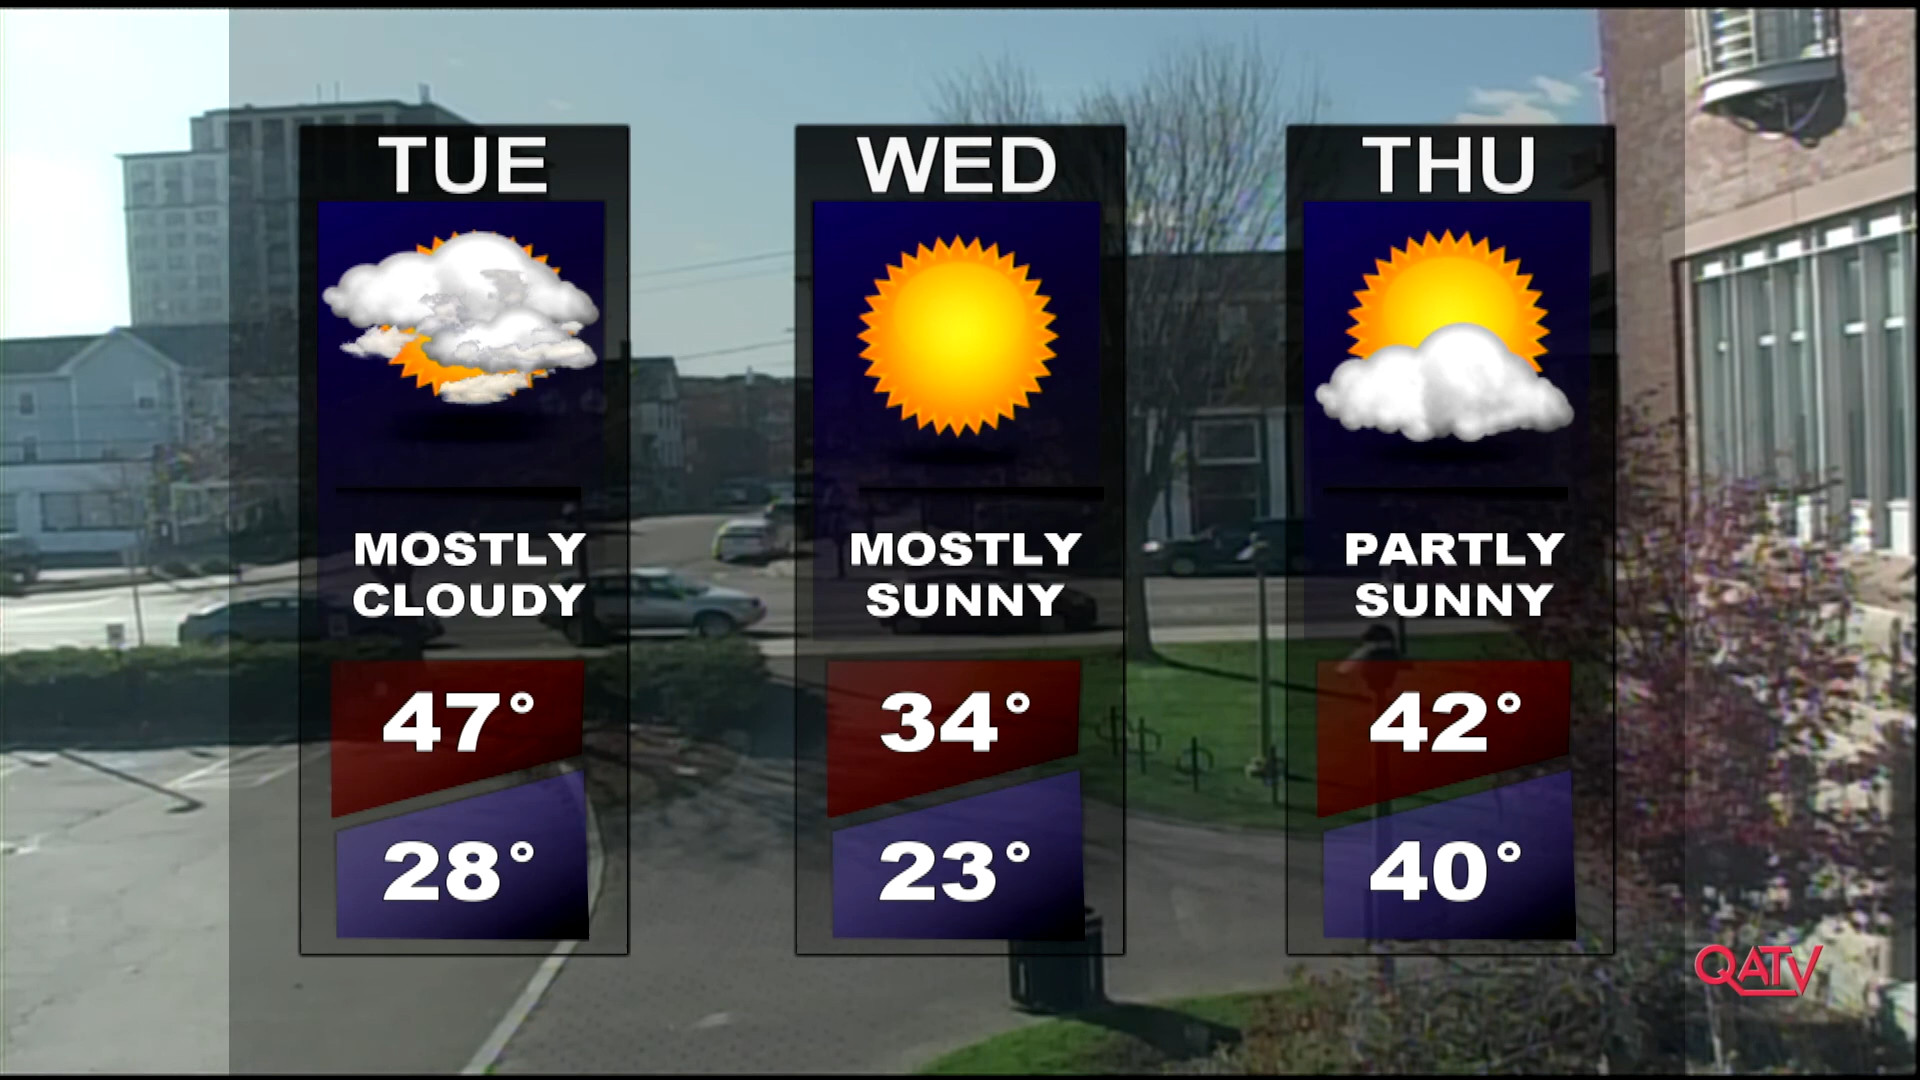 TUE
MOSTLY
CLOUDY
47°
28°
WED
MOSTLY
SUNNY
34°
23°
THU
PARTLY
SUNNY
42°
40°
QATV